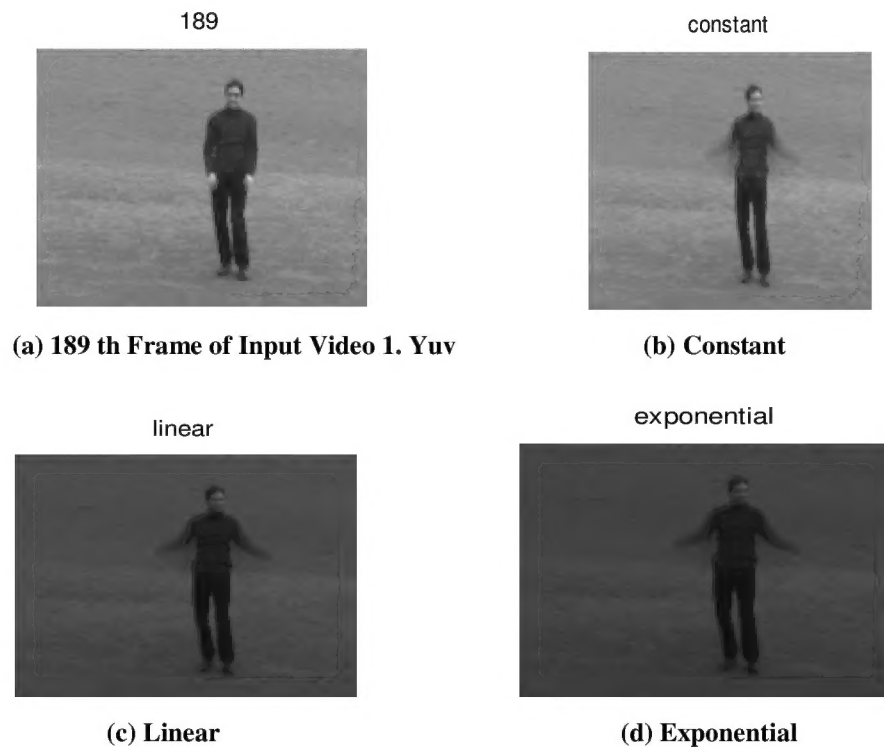 189
constant
(a) 189 th Frame of Input Video 1. Yuv
(b) Constant
linear
exponential
(c) Linear
(d) Exponential